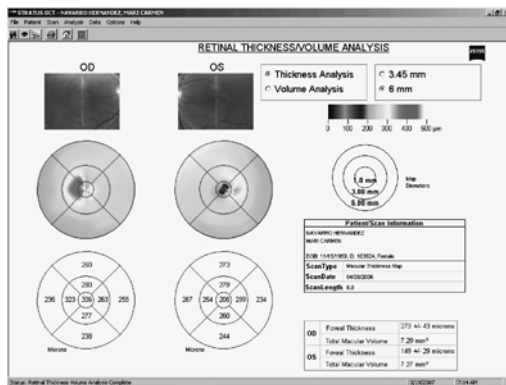 STRATUS OCT - NAVARRO HERNANDEZ, MARI CARMEN
File Patient Scan Analysis Data Options Help
RETINAL THICKNESS/VOLUME ANALYSIS
OD
OS
Thickness Analysis
Volume Analysis
3.45 mm
6 mm
0 100 200 300 400 500 µm
1.0 mm
3.00 mm
6.00 mm
Map
Diameters
Patient/Scan Information
NAVARRO HERNANDEZ
MARI CARMEN
Female
ScanType Macular Thickness Map
ScanDate
ScanLength 6.0
260
280
236 323 306 263 258
277
238
Microns
273
279
267 264 205 299 234
260
244
Microns
OD Foveal Thickness 273 +/- 43 microns
Total Macular Volume 7.29 mm³
OS Foveal Thickness 149 +/- 29 microns
Total Macular Volume 7.27 mm³
Status: Retinal Thickness Volume Analysis Complete